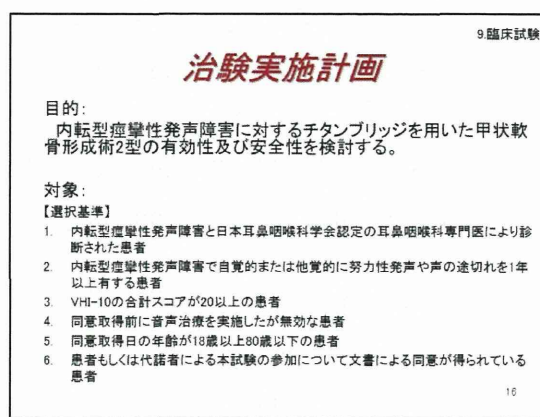 9.臨床試験
治験実施計画
目的:
内転型痙攣性発声障害に対するチタンブリッジを用いた甲状軟
骨形成術2型の有効性及び安全性を検討する。
対象:
【選択基準】
1. 内転型痙攣性発声障害と日本耳鼻咽喉科学会認定の耳鼻咽喉科専門医により診
断された患者
2. 内転型痙攣性発声障害で自覚的または他覚的に努力性発声や声の途切れを1年
以上有する患者
3. VHI-10の合計スコアが20以上の患者
4. 同意取得前に音声治療を実施したが無効な患者
5. 同意取得日の年齢が18歳以上80歳以下の患者
6. 患者もしくは代諾者による本試験の参加について文書による同意が得られている
患者
16